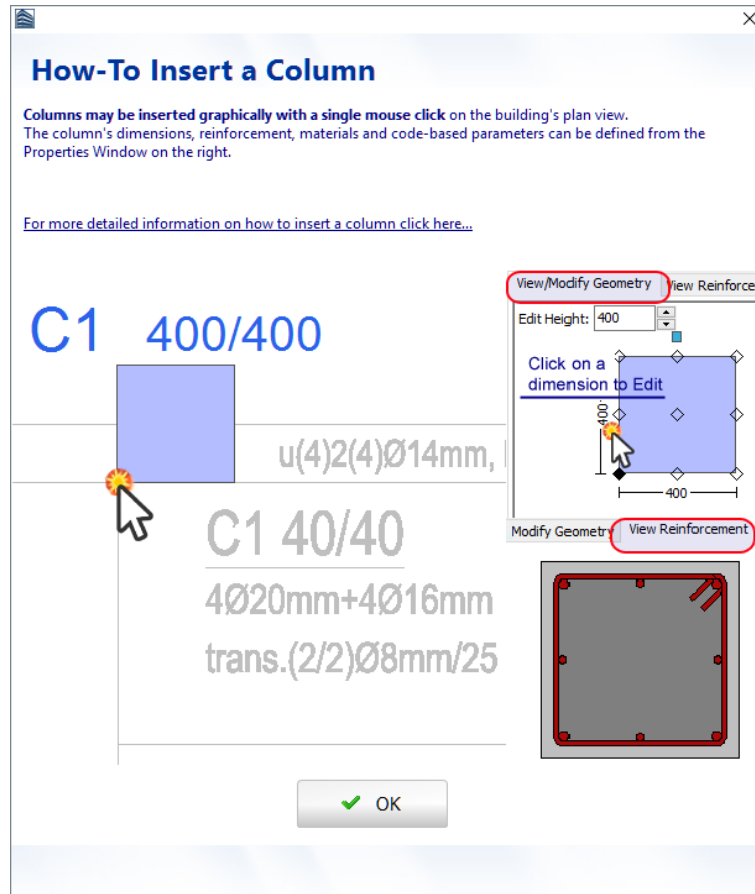 How-To Insert a Column
Columns may be inserted graphically with a single mouse click on the building's plan view.
The column's dimensions, reinforcement, materials and code-based parameters can be defined from the
Properties Window on the right.
For more detailed information on how to insert a column click here...
C1 400/400
u(4)2(4)Ø14mm,
C1 40/40
4Ø20mm+4Ø16mm
trans.(2/2)Ø8mm/25
View/Modify Geometry View Reinforce
Edit Height: 400
Click on a
dimension to Edit
400
400
Modify Geometry View Reinforcement
OK